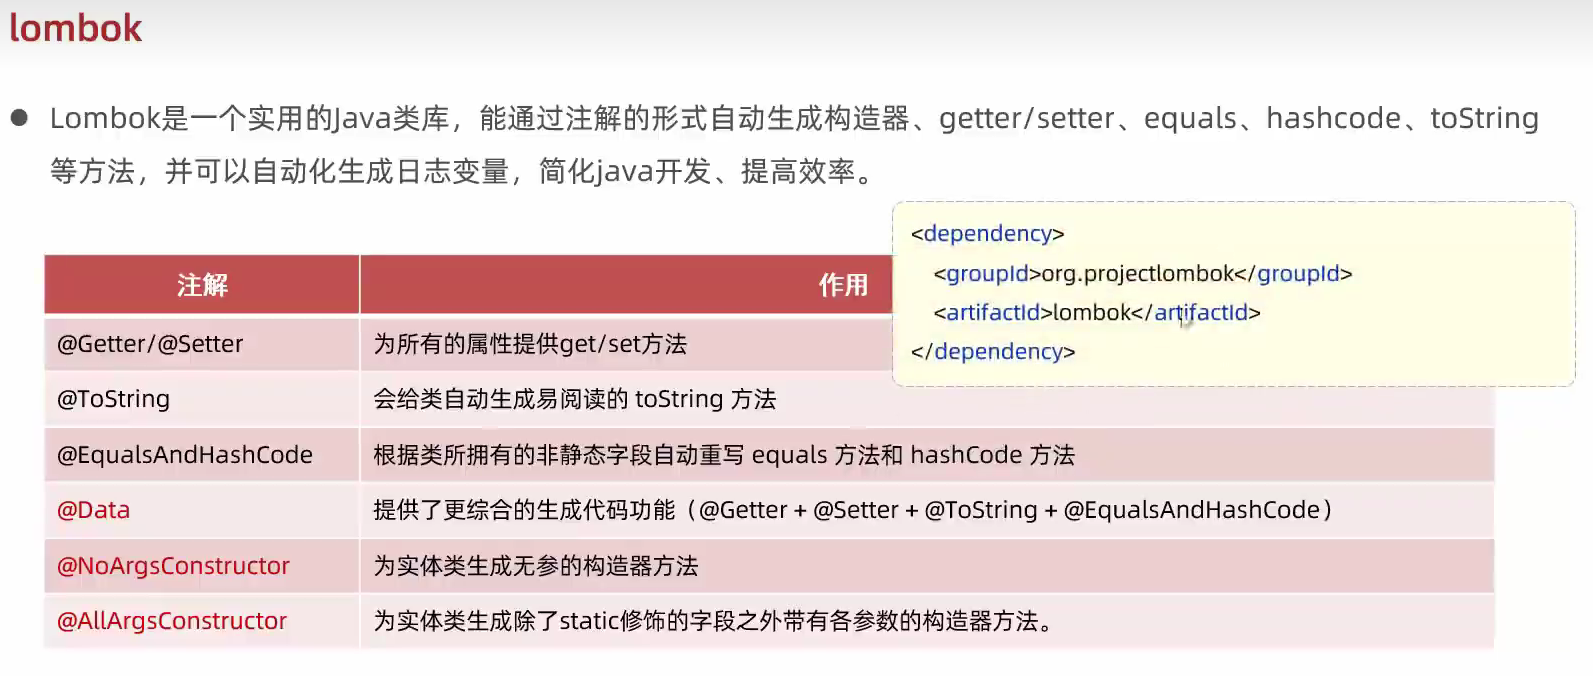 lombok
● Lombok是一个实用的Java类库，能通过注解的形式自动生成构造器、getter/setter、equals、hashcode、toString
等方法，并可以自动化生成日志变量，简化java开发、提高效率。
<dependency>
<groupId>org.projectlombok</groupId>
<artifactId>lombok</artifactId>
</dependency>
注解 作用
@Getter/@Setter 为所有的属性提供get/set方法
@ToString 会给类自动生成易阅读的 toString 方法
@EqualsAndHashCode 根据类所拥有的非静态字段自动重写 equals 方法和 hashCode 方法
@Data 提供了更综合的生成代码功能（@Getter + @Setter + @ToString + @EqualsAndHashCode）
@NoArgsConstructor 为实体类生成无参的构造器方法
@AllArgsConstructor 为实体类生成除了static修饰的字段之外带有各参数的构造器方法。